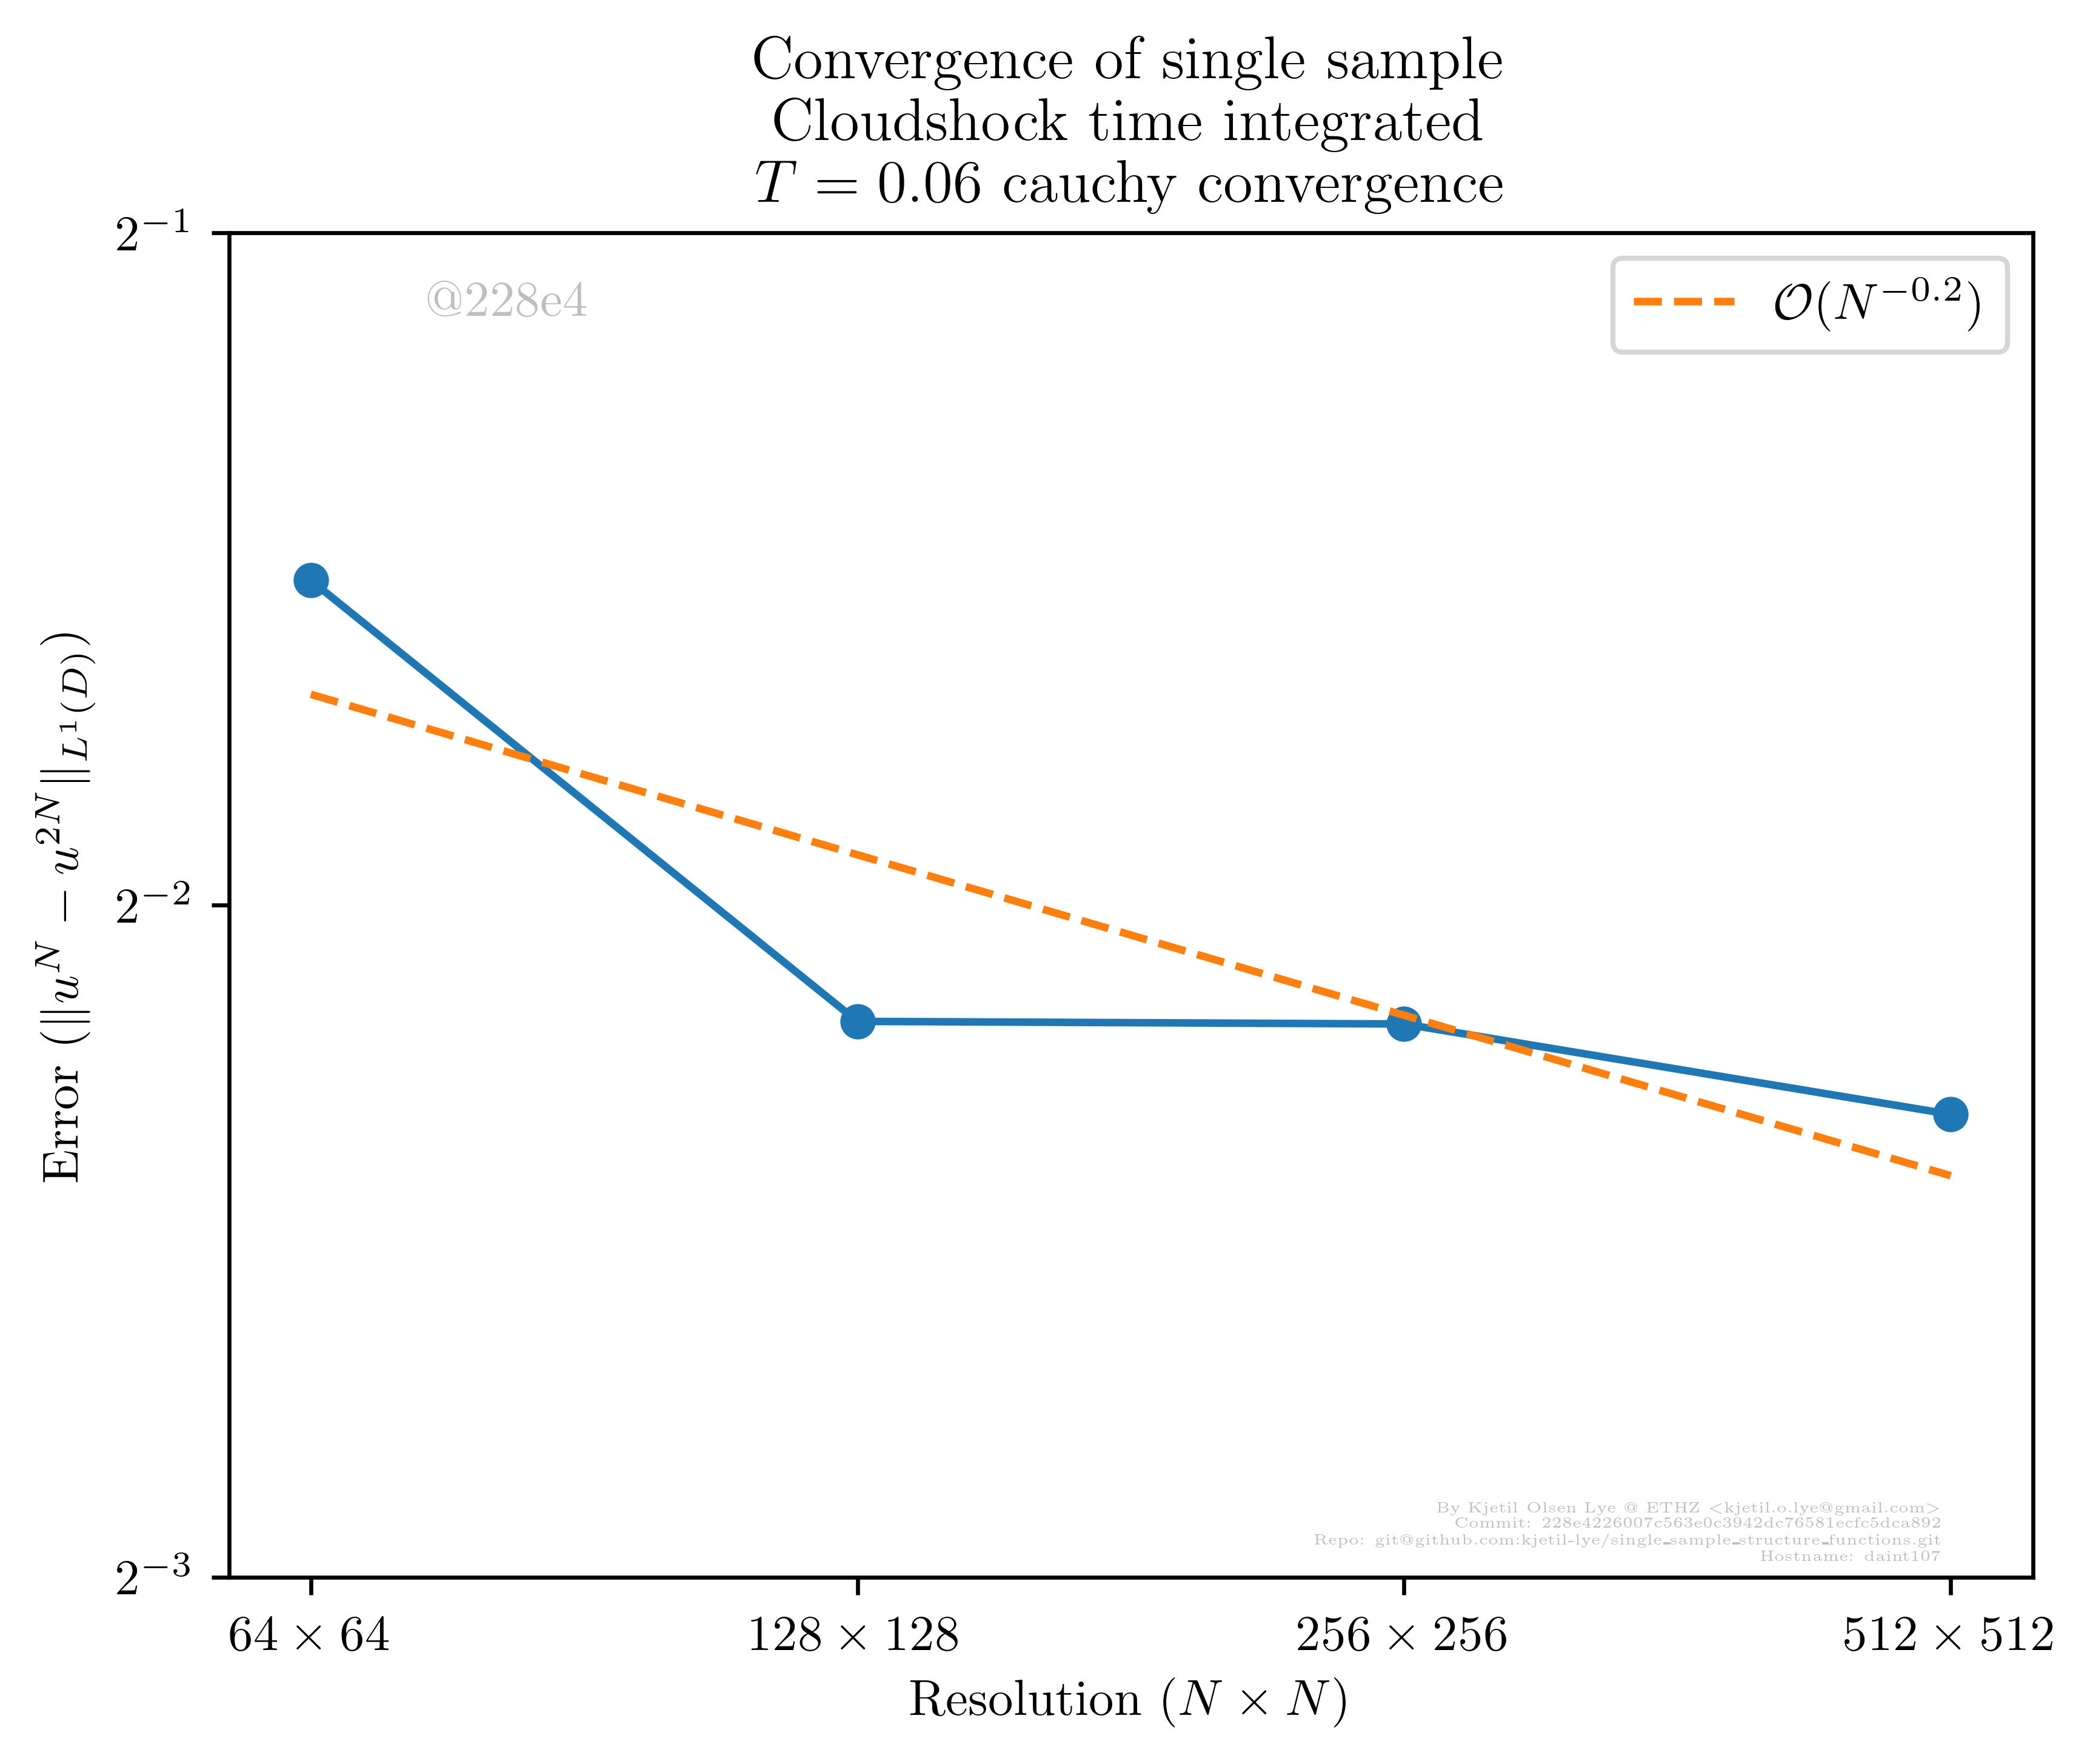 Convergence of single sample
Cloudshock time integrated
T = 0.06 cauchy convergence
2^{-1}
@228e4
\mathcal{O}(N^{-0.2})
Error (||u^N - u^{2N}||_{L^1(D)})
2^{-2}
By Kjetil Olsen Lye @ ETHZ <kjetil.o.lye@gmail.com>
Commit: 228e4226007c563e0c3942dc76581ecfc5dca892
Repo: git@github.com:kjetil-lye/single_sample_structure_functions.git
Hostname: daint107
2^{-3}
64 × 64 128 × 128 256 × 256 512 × 512
Resolution (N × N)